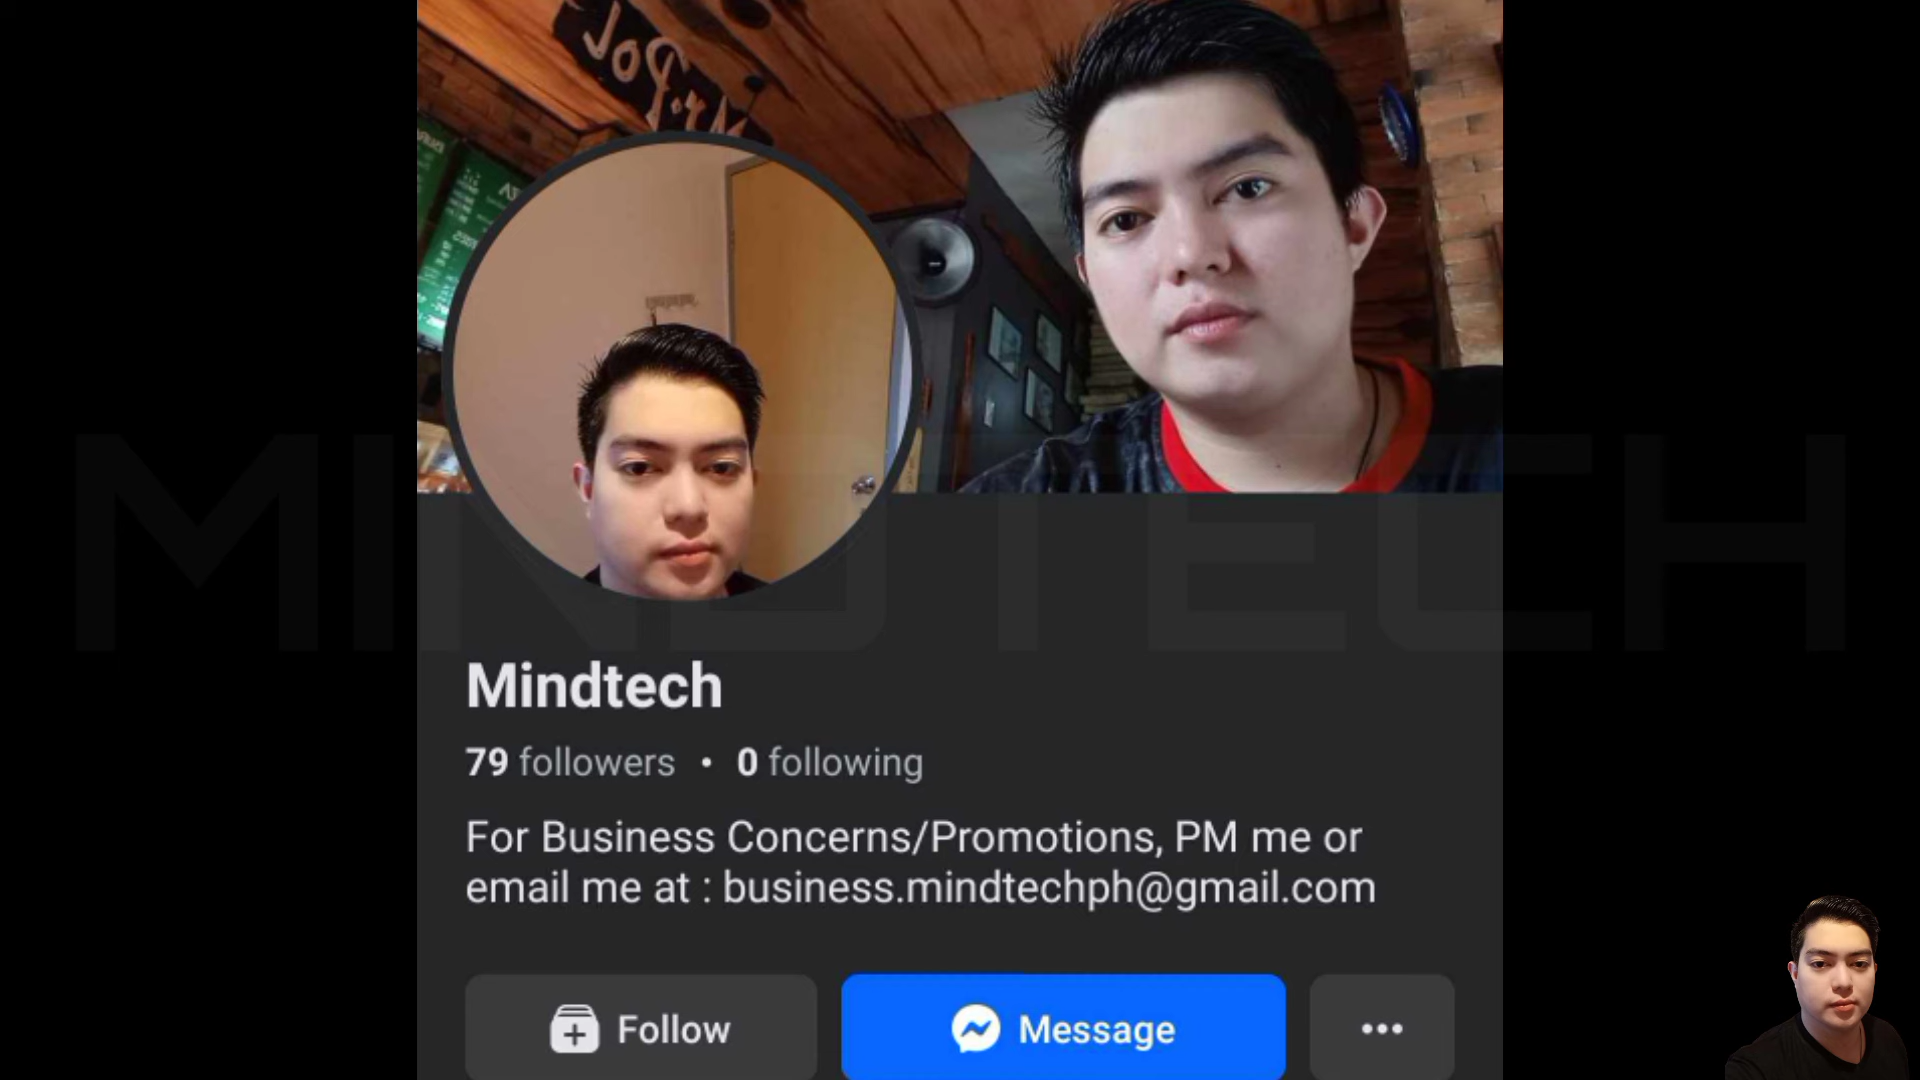 Mindtech
79 followers • 0 following
For Business Concerns/Promotions, PM me or
email me at : business.mindtechph@gmail.com
Follow
Message
MINDTECH